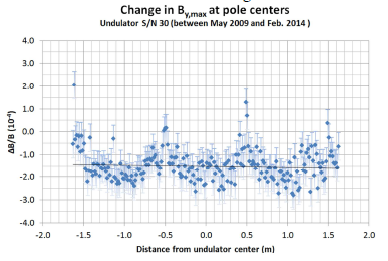 Change in By,max at pole centers
Undulator S/N 30 (between May 2009 and Feb. 2014 )
4.0
3.0
2.0
1.0
0.0
-1.0
-2.0
-3.0
-4.0
ΔB/B (10⁻⁴)
-2.0 -1.5 -1.0 -0.5 0.0 0.5 1.0 1.5 2.0
Distance from undulator center (m)